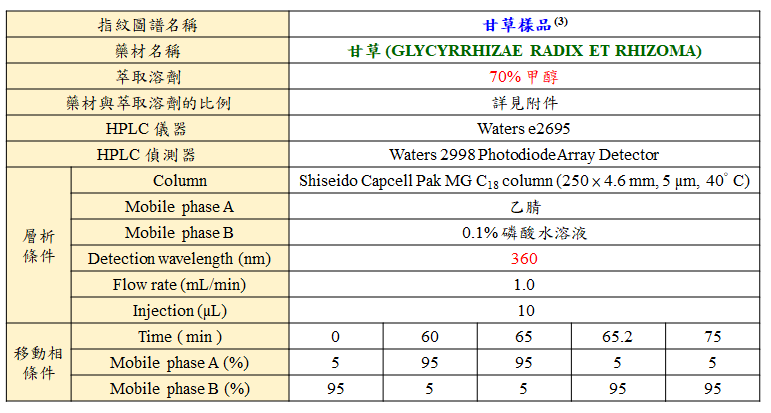 指紋圖譜名稱 甘草樣品(3)
藥材名稱 甘草 (GLYCYRRHIZAE RADIX ET RHIZOMA)
萃取溶劑 70% 甲醇
藥材與萃取溶劑的比例 詳見附件
HPLC 儀器 Waters e2695
HPLC 偵測器 Waters 2998 PhotodiodeArray Detector
層析條件 Column Shiseido Capcell Pak MG C18 column (250 × 4.6 mm, 5 μm, 40° C)
Mobile phase A 乙腈
Mobile phase B 0.1% 磷酸水溶液
Detection wavelength (nm) 360
Flow rate (mL/min) 1.0
Injection (μL) 10
移動相條件 Time ( min ) 0 60 65 65.2 75
Mobile phase A (%) 5 95 95 5 5
Mobile phase B (%) 95 5 5 95 95